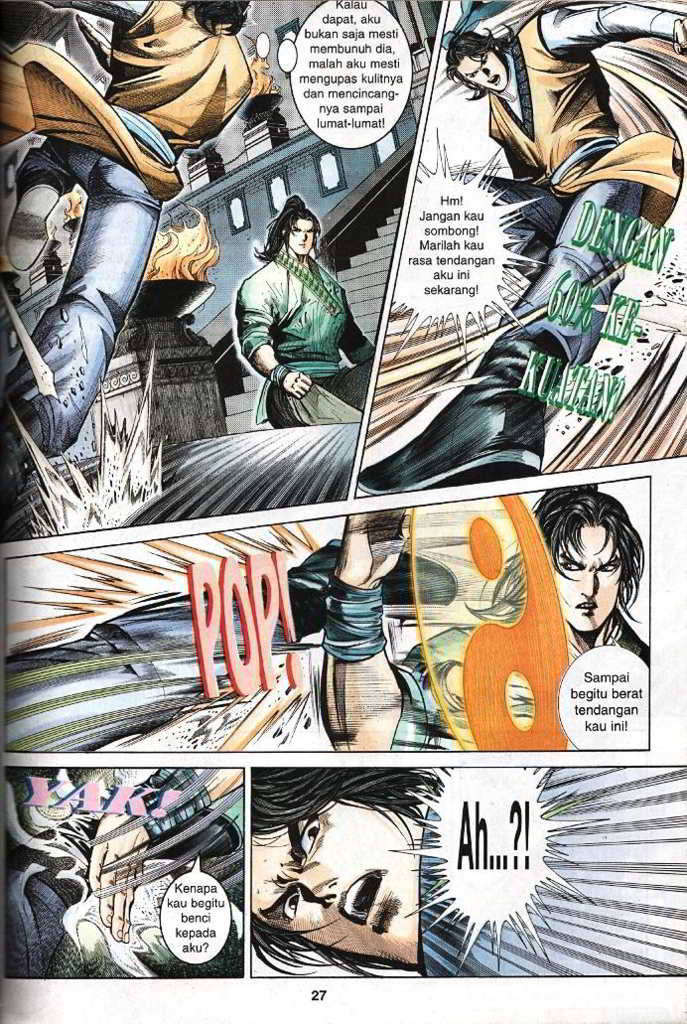 Kalau
dapat, aku
bukan saja mesti
membunuh dia,
malah aku mesti
mengupas kulitnya
dan mencincang-
nya sampai
lumat-lumat!
Hm!
Jangan kau
sombong!
Marilah kau
rasa tendangan
aku ini
sekarang!
DENGAN
60% KE-
KUATAN!
POP!
Sampai
begitu berat
tendangan
kau ini!
YAK!
Kenapa
kau begitu
benci
kepada
aku?
Ah...?!
27